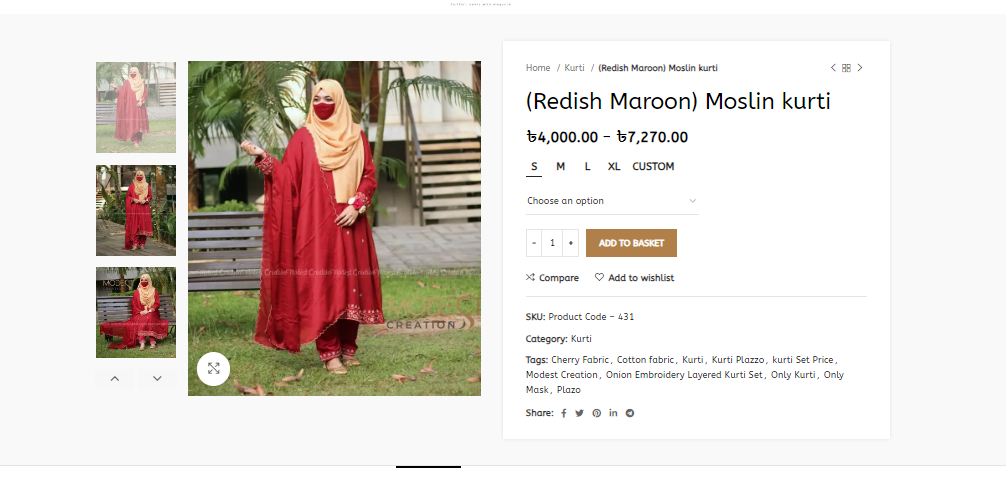 Home / Kurti / (Redish Maroon) Moslin kurti
(Redish Maroon) Moslin kurti
৳4,000.00 – ৳7,270.00
S M L XL CUSTOM
Choose an option
- 1 + ADD TO BASKET
Compare Add to wishlist
SKU: Product Code – 431
Category: Kurti
Tags: Cherry Fabric, Cotton fabric, Kurti, Kurti Plazzo, kurti Set Price,
Modest Creation, Onion Embroidery Layered Kurti Set, Only Kurti, Only
Mask, Plazo
Share:
CREATION